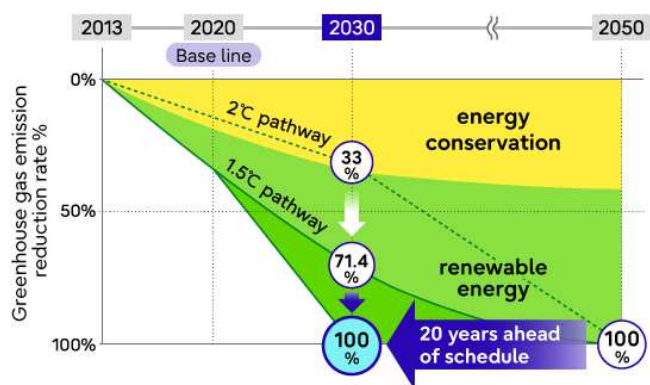 2013
2020
2030
2050
Base line
Greenhouse gas emission
reduction rate %
0%
50%
100%
2℃ pathway
1.5℃ pathway
energy
conservation
33
%
71.4
%
renewable
energy
100
%
20 years ahead
of schedule
100
%